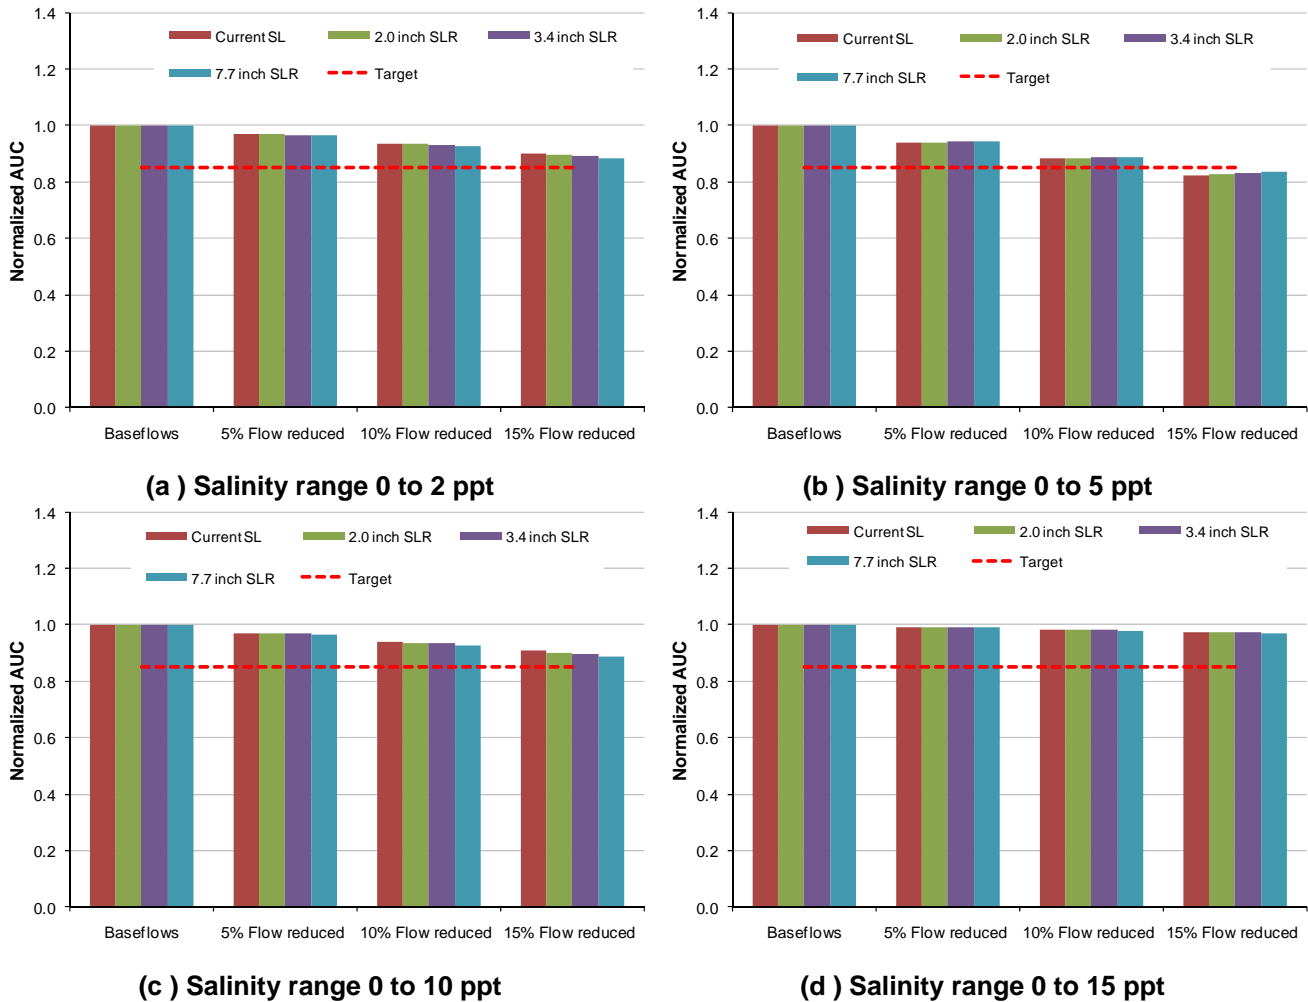 1.4
1.2
1.0
0.8
0.6
0.4
0.2
0.0
Normalized AUC
Current SL 2.0 inch SLR 3.4 inch SLR
7.7 inch SLR Target
Baseflows 5% Flow reduced 10% Flow reduced 15% Flow reduced
(a ) Salinity range 0 to 2 ppt
1.4
1.2
1.0
0.8
0.6
0.4
0.2
0.0
Normalized AUC
Current SL 2.0 inch SLR 3.4 inch SLR
7.7 inch SLR Target
Baseflows 5% Flow reduced 10% Flow reduced 15% Flow reduced
(b ) Salinity range 0 to 5 ppt
1.4
1.2
1.0
0.8
0.6
0.4
0.2
0.0
Normalized AUC
Current SL 2.0 inch SLR 3.4 inch SLR
7.7 inch SLR Target
Baseflows 5% Flow reduced 10% Flow reduced 15% Flow reduced
(c ) Salinity range 0 to 10 ppt
1.4
1.2
1.0
0.8
0.6
0.4
0.2
0.0
Normalized AUC
Current SL 2.0 inch SLR 3.4 inch SLR
7.7 inch SLR Target
Baseflows 5% Flow reduced 10% Flow reduced 15% Flow reduced
(d ) Salinity range 0 to 15 ppt